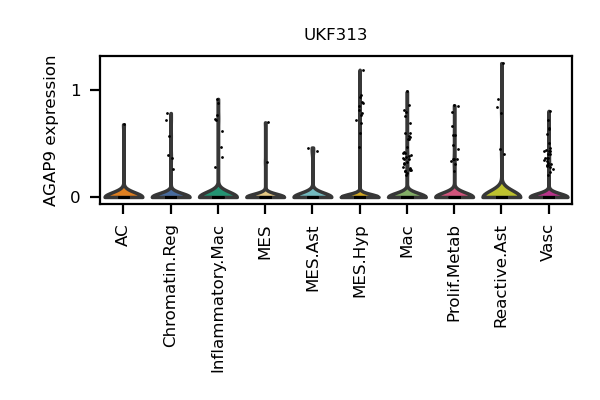 UKF313
AGAP9 expression
1
0
AC
Chromatin.Reg
Inflammatory.Mac
MES
MES.Ast
MES.Hyp
Mac
Prolif.Metab
Reactive.Ast
Vasc